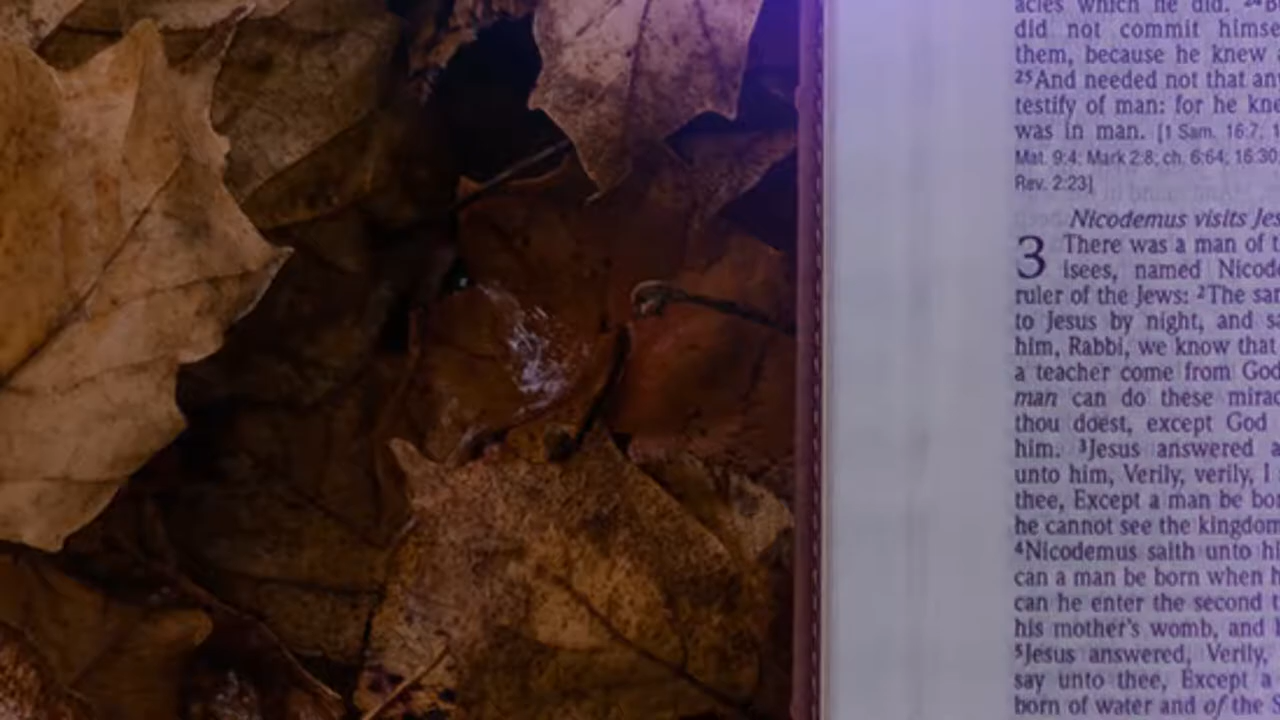 acles which he did. 24B
did not commit himse
them, because he knew
25And needed not that an
testify of man: for he kno
was in man. [1 Sam. 16:7;
Mat. 9:4; Mark 2:8; ch. 6:64; 16:30;
Rev. 2:23]
Nicodemus visits Jes
3 There was a man of t
isees, named Nicod
ruler of the Jews: 2The sam
to Jesus by night, and s
him, Rabbi, we know that
a teacher come from God
man can do these mirac
thou doest, except God
him. 3Jesus answered a
unto him, Verily, verily, I
thee, Except a man be bo
he cannot see the kingdom
4Nicodemus saith unto hi
can a man be born when h
can he enter the second t
his mother's womb, and b
5Jesus answered, Verily,
say unto thee, Except a
born of water and of the S